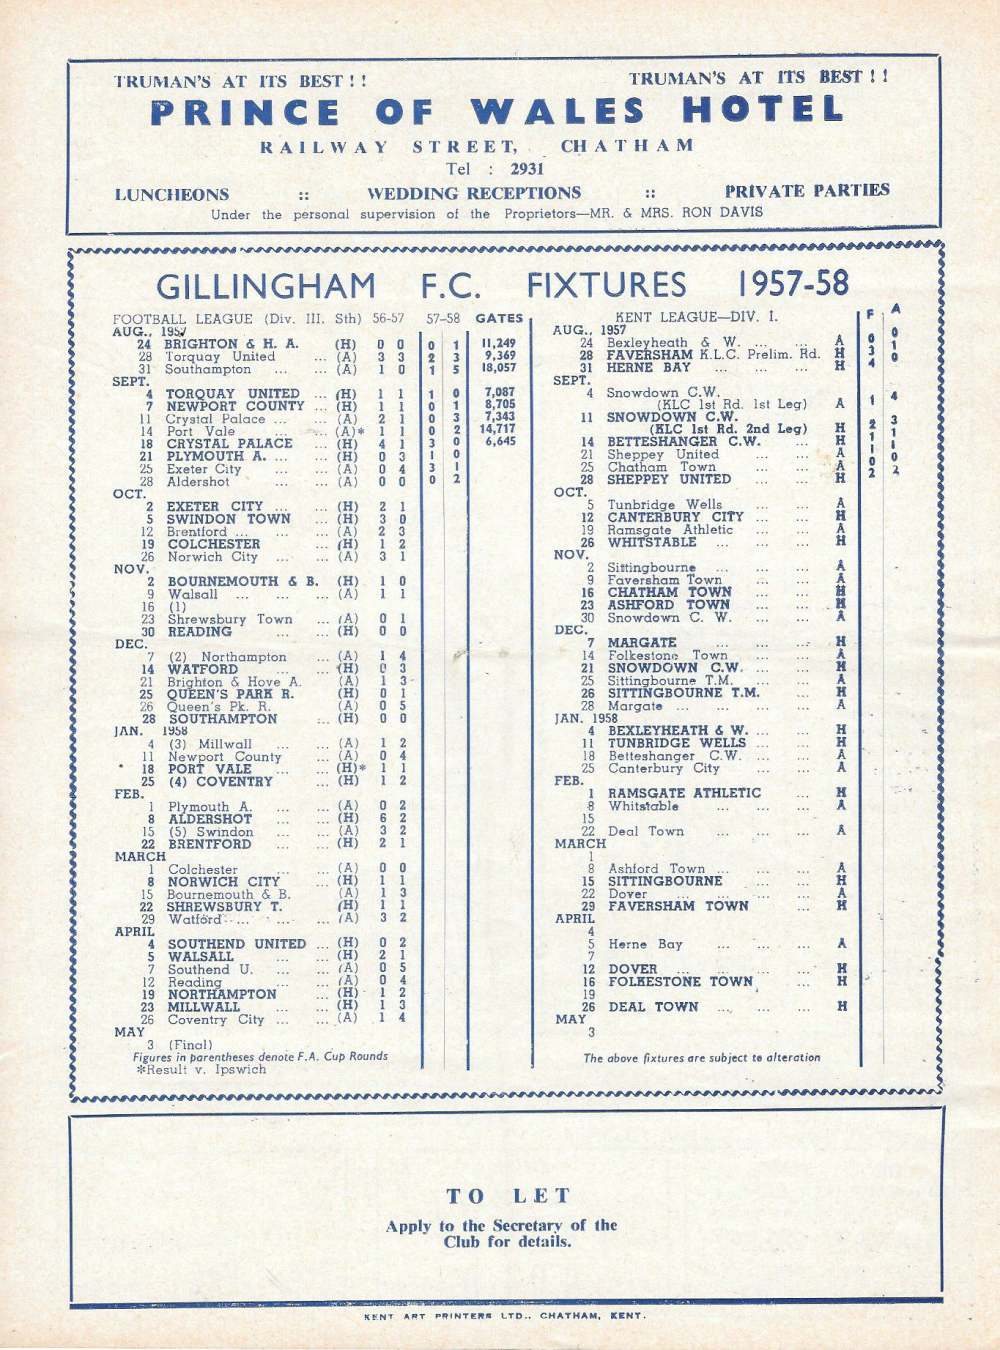 TRUMAN'S AT ITS BEST ! ! TRUMAN'S AT ITS BEST ! !
PRINCE OF WALES HOTEL
RAILWAY STREET, CHATHAM
Tel : 2931
LUNCHEONS :: WEDDING RECEPTIONS :: PRIVATE PARTIES
Under the personal supervision of the Proprietors—MR. & MRS. RON DAVIS
GILLINGHAM F.C. FIXTURES 1957-58
FOOTBALL LEAGUE (Div. III. Sth) 56-57 57-58 GATES
AUG., 1957
24 BRIGHTON & H. A. (H) 0 0 0 1 11,249
28 Torquay United ... (A) 3 3 2 3 9,369
31 Southampton ... ... (A) 1 0 1 5 18,057
SEPT.
4 TORQUAY UNITED ... (H) 1 1 1 0 7,087
7 NEWPORT COUNTY ... (H) 1 1 0 1 8,705
11 Crystal Palace ... ... (A) 2 1 0 3 7,343
14 Port Vale ... ... (A)* 1 1 0 2 14,717
18 CRYSTAL PALACE ... (H) 4 1 3 0 6,645
21 PLYMOUTH A. ... ... (H) 0 3 1 0
25 Exeter City ... ... (A) 0 4 3 1
28 Aldershot ... ... (A) 0 0 0 2
OCT.
2 EXETER CITY ... ... (H) 2 1
5 SWINDON TOWN ... (H) 3 0
12 Brentford ... ... ... (A) 2 3
19 COLCHESTER ... (H) 1 2
26 Norwich City ... ... (A) 3 1
NOV.
2 BOURNEMOUTH & B. (H) 1 0
9 Walsall ... ... ... (A) 1 1
16 (1)
23 Shrewsbury Town ... (A) 0 1
30 READING ... ... (H) 0 0
DEC.
7 (2) Northampton ... (A) 1 4
14 WATFORD ... ... (H) 0 3
21 Brighton & Hove A. (A) 1 3
25 QUEEN'S PARK R. (H) 0 1
26 Queen's Pk. R. (A) 0 5
28 SOUTHAMPTON ... (H) 0 0
JAN. 1958
4 (3) Millwall ... ... (A) 1 2
11 Newport County ... (A) 0 4
18 PORT VALE ... ... (H)* 1 1
25 (4) COVENTRY ... (H) 1 2
FEB.
1 Plymouth A. ... ... (A) 0 2
8 ALDERSHOT ... ... (H) 6 2
15 (5) Swindon ... ... (A) 3 2
22 BRENTFORD ... ... (H) 2 1
MARCH
1 Colchester ... ... (A) 0 0
8 NORWICH CITY ... (H) 1 1
15 Bournemouth & B. (A) 1 3
22 SHREWSBURY T. (H) 1 1
29 Watford ... ... ... (A) 3 2
APRIL
4 SOUTHEND UNITED ... (H) 0 2
5 WALSALL ... ... (H) 2 1
7 Southend U. ... ... (A) 0 5
12 Reading ... ... (A) 0 4
19 NORTHAMPTON ... (H) 1 2
23 MILLWALL ... ... (H) 1 3
26 Coventry City ... ... (A) 1 4
MAY
3 (Final)
Figures in parentheses denote F.A. Cup Rounds
*Result v. Ipswich
KENT LEAGUE—DIV. I. F A
AUG., 1957
24 Bexleyheath & W. ... ... A 0 0
28 FAVERSHAM K.L.C. Prelim. Rd. H 3 1
31 HERNE BAY ... ... ... H 4 0
SEPT.
4 Snowdown C.W.
(KLC 1st Rd. 1st Leg) A 1 4
11 SNOWDOWN C.W.
(KLC 1st Rd. 2nd Leg) H 2 3
14 BETTESHANGER C.W. ... H 1 1
21 Sheppey United ... ... A 1 1
25 Chatham Town ... ... A 0 0
28 SHEPPEY UNITED ... ... H 2 2
OCT.
5 Tunbridge Wells ... ... A
12 CANTERBURY CITY ... ... H
19 Ramsgate Athletic ... ... A
26 WHITSTABLE ... ... ... H
NOV.
2 Sittingbourne ... ... ... A
9 Faversham Town ... ... A
16 CHATHAM TOWN ... ... H
23 ASHFORD TOWN ... ... H
30 Snowdown C. W. ... ... A
DEC.
7 MARGATE ... ... ... H
14 Folkestone Town ... ... A
21 SNOWDOWN C.W. ... ... H
25 Sittingbourne T.M. ... ... A
26 SITTINGBOURNE T.M. ... H
28 Margate ... ... ... ... A
JAN. 1958
4 BEXLEYHEATH & W. ... ... H
11 TUNBRIDGE WELLS ... ... H
18 Betteshanger C.W. ... ... A
25 Canterbury City ... ... A
FEB.
1 RAMSGATE ATHLETIC ... H
8 Whitstable ... ... ... A
15
22 Deal Town ... ... ... A
MARCH
1
8 Ashford Town ... ... ... A
15 SITTINGBOURNE ... ... H
22 Dover ... ... ... ... A
29 FAVERSHAM TOWN ... H
APRIL
4
5 Herne Bay ... ... ... A
7
12 DOVER ... ... ... ... H
16 FOLKESTONE TOWN ... H
19
26 DEAL TOWN ... ... ... H
MAY
3
The above fixtures are subject to alteration
TO LET
Apply to the Secretary of the
Club for details.
KENT ART PRINTERS LTD., CHATHAM, KENT.